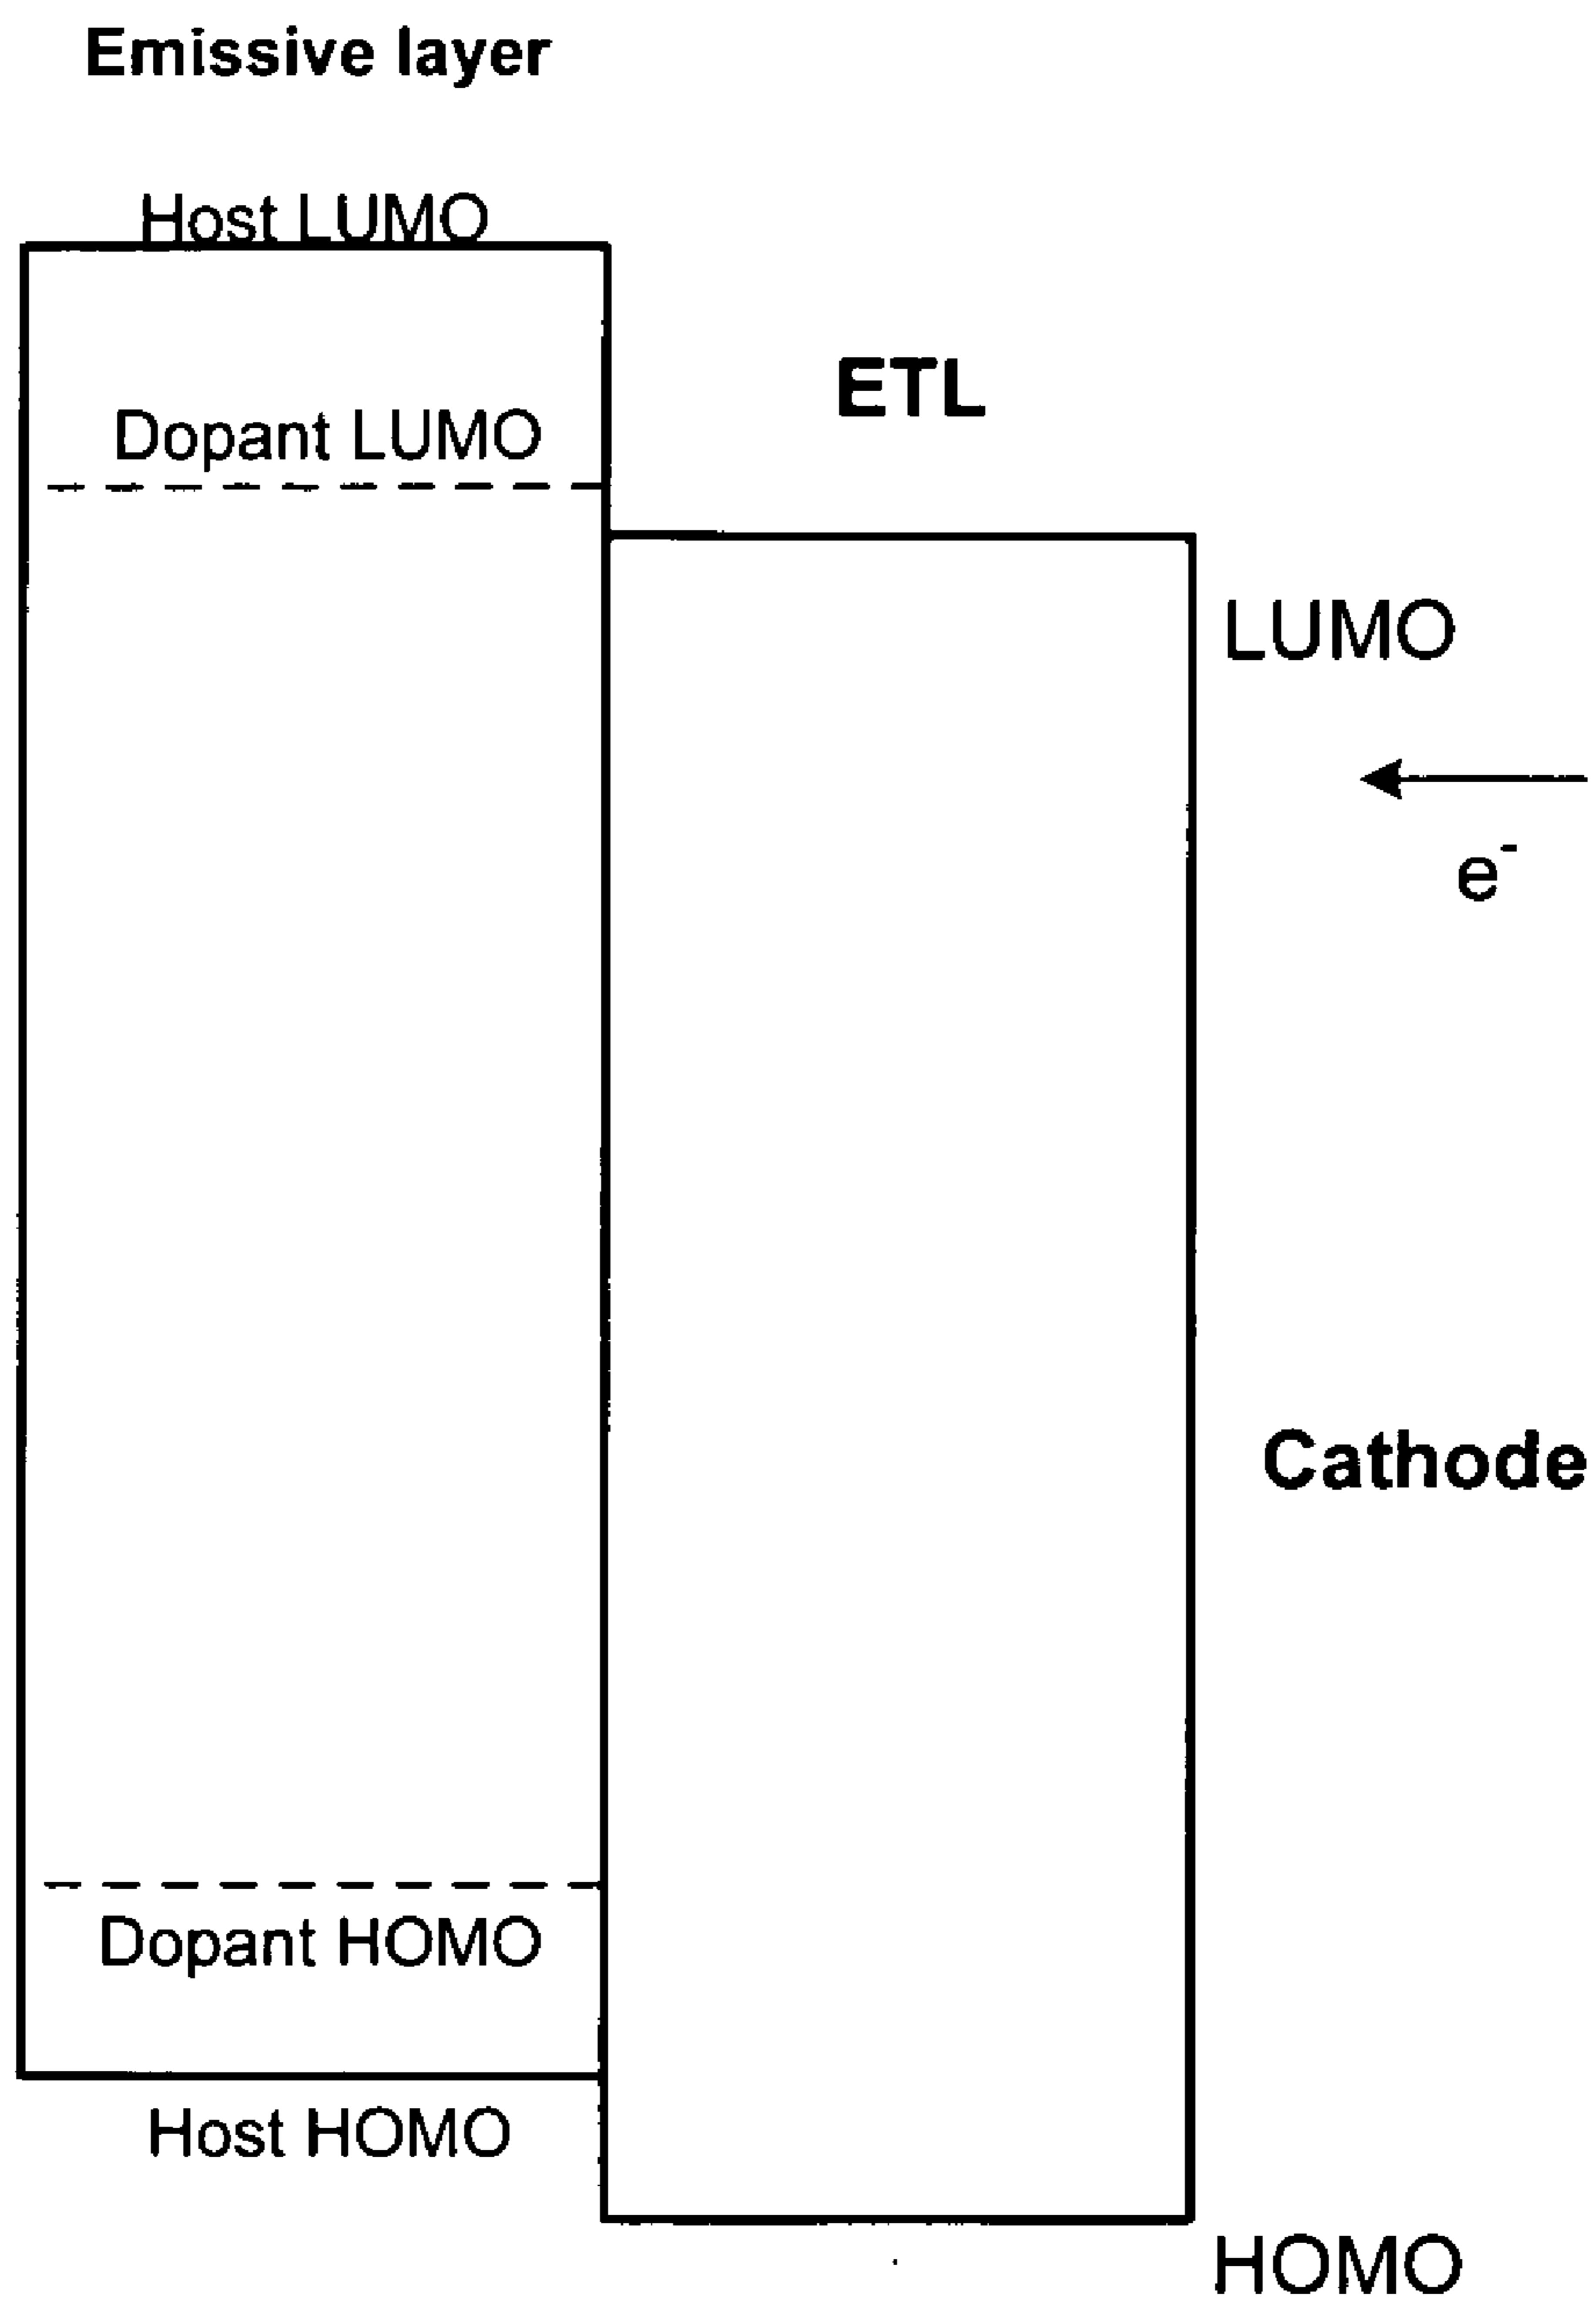 Emissive layer
Host LUMO
ETL
Dopant LUMO
LUMO
e-
Cathode
Dopant HOMO
Host HOMO
HOMO